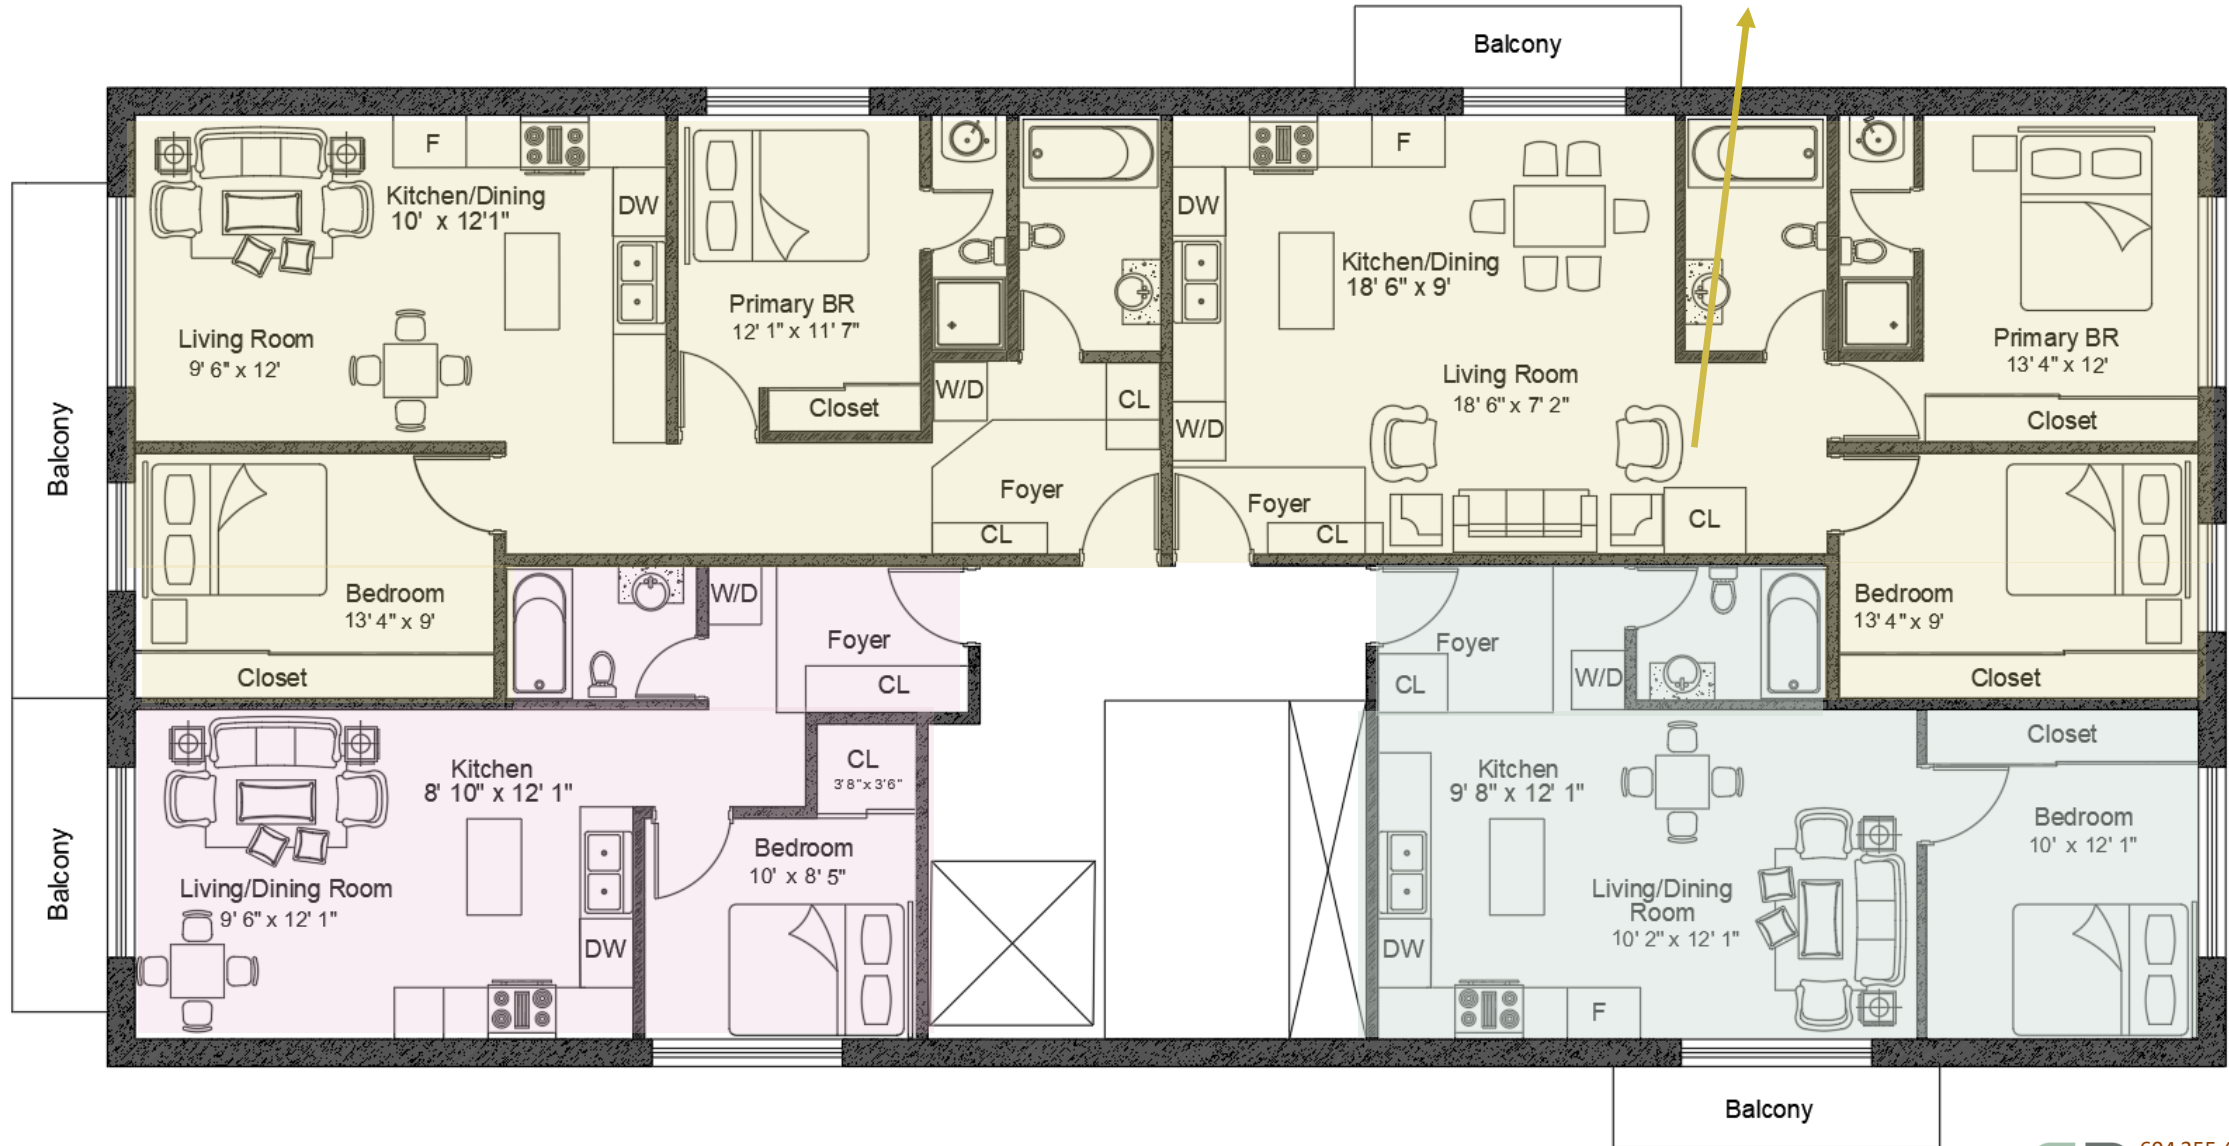 Balcony
F
Kitchen/Dining
10' x 12'1"
DW
Living Room
9' 6" x 12'
Primary BR
12' 1" x 11' 7"
Closet
W/D
CL
Foyer
CL
Balcony
Bedroom
13' 4" x 9'
Closet
F
DW
Kitchen/Dining
18' 6" x 9'
Living Room
18' 6" x 7' 2"
W/D
Foyer
CL
CL
Primary BR
13' 4" x 12'
Closet
Bedroom
13' 4" x 9'
Closet
W/D
Foyer
CL
CL
3'8" x 3'6"
Kitchen
8' 10" x 12' 1"
Balcony
Living/Dining Room
9' 6" x 12' 1"
DW
Bedroom
10' x 8' 5"
Foyer
CL
W/D
Kitchen
9' 8" x 12' 1"
Living/Dining
Room
10' 2" x 12' 1"
DW
F
Closet
Bedroom
10' x 12' 1"
Balcony